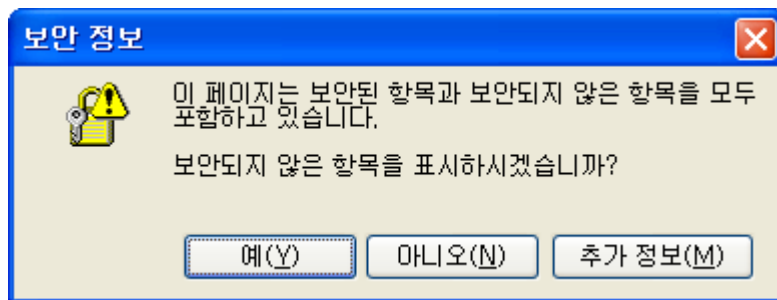 보안 정보
이 페이지는 보안된 항목과 보안되지 않은 항목을 모두
포함하고 있습니다.
보안되지 않은 항목을 표시하시겠습니까?
예(Y)
아니오(N)
추가 정보(M)